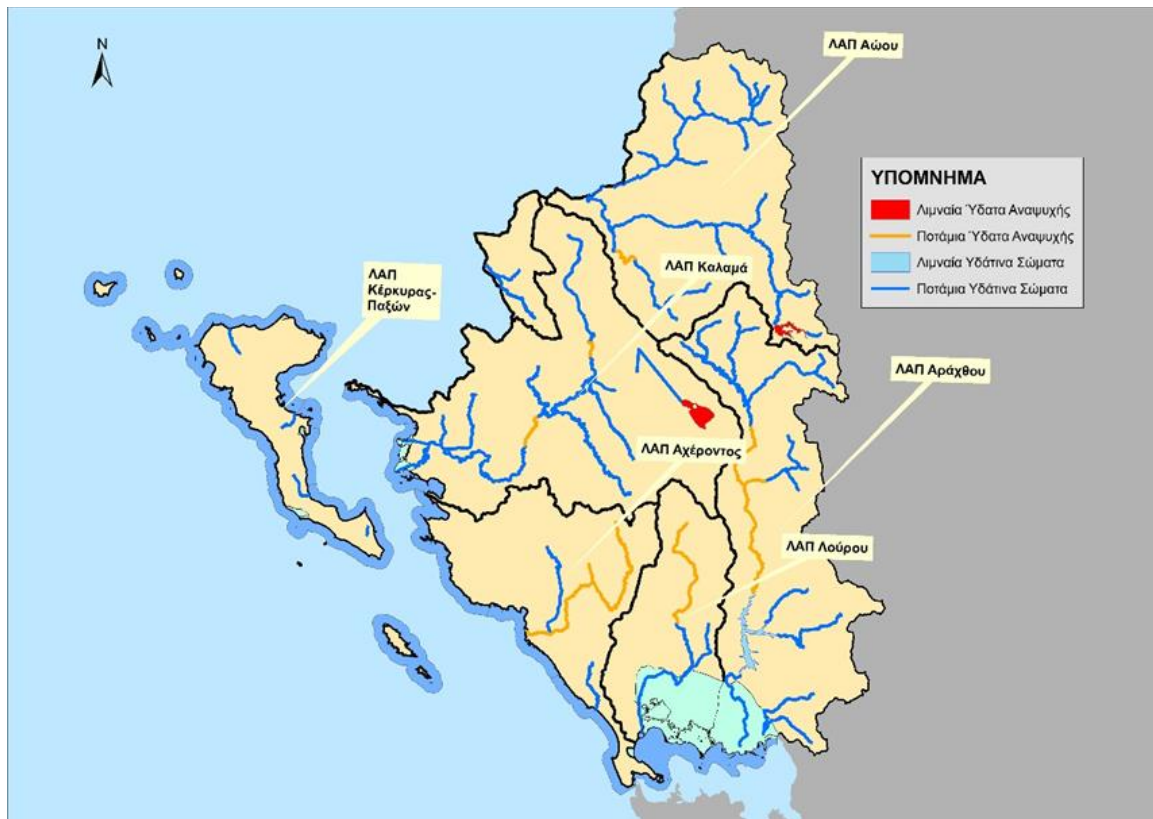 N
ΛΑΠ Αώου
ΥΠΟΜΝΗΜΑ
Λιμναία Ύδατα Αναψυχής
Ποτάμια Ύδατα Αναψυχής
Λιμναία Υδάτινα Σώματα
Ποτάμια Υδάτινα Σώματα
ΛΑΠ Καλαμά
ΛΑΠ
Κέρκυρας-
Παξών
ΛΑΠ Αράχθου
ΛΑΠ Αχέροντος
ΛΑΠ Λούρου